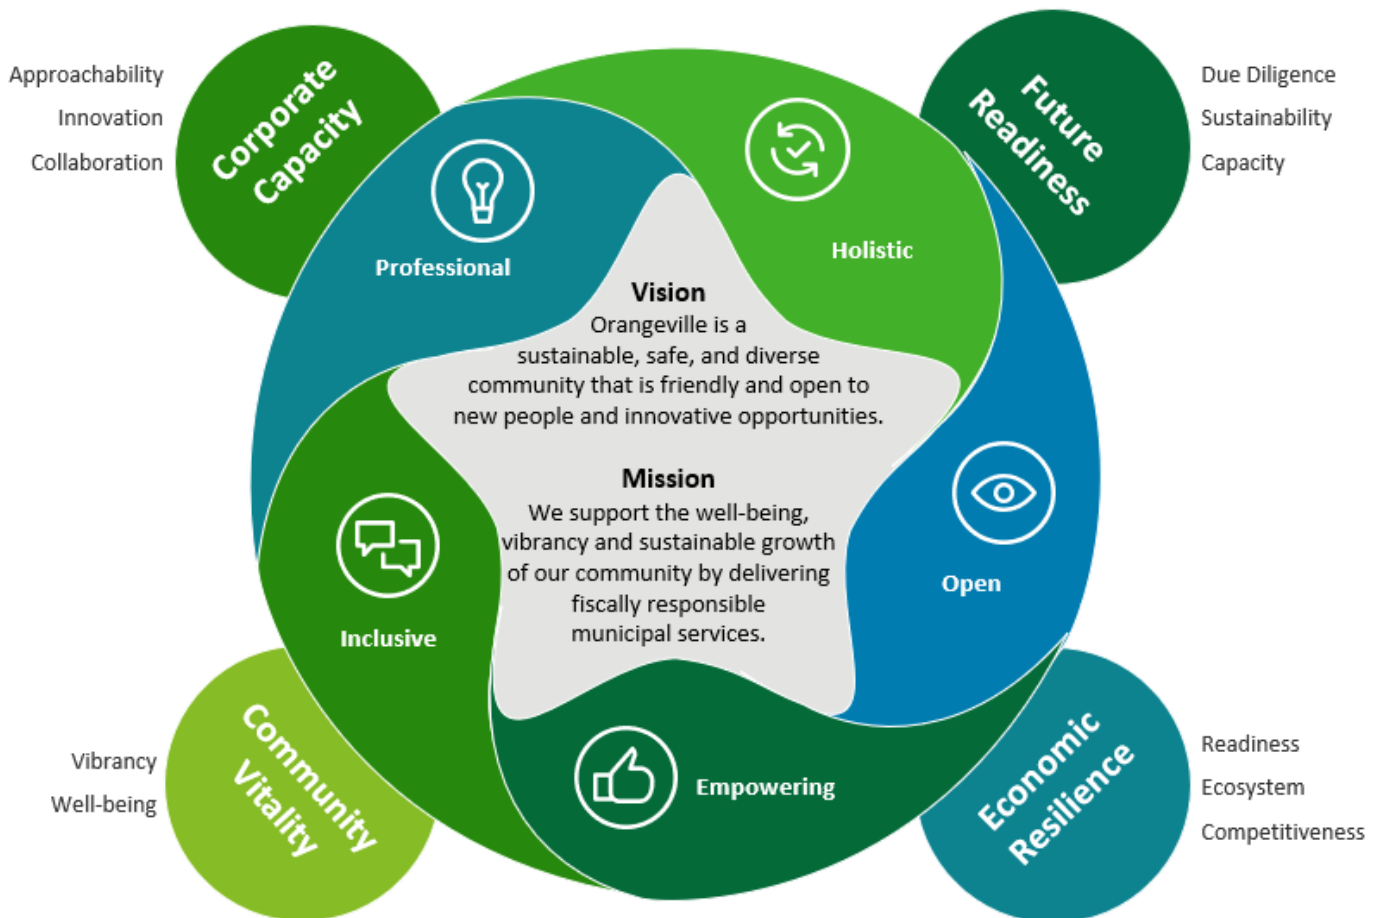 Approachability
Innovation
Collaboration
Corporate
Capacity
Future
Readiness
Due Diligence
Sustainability
Capacity
Professional
Holistic
Vision
Orangeville is a
sustainable, safe, and diverse
community that is friendly and open to
new people and innovative opportunities.
Mission
We support the well-being,
vibrancy and sustainable growth
of our community by delivering
fiscally responsible
municipal services.
Open
Inclusive
Empowering
Vibrancy
Well-being
Community
Vitality
Economic
Resilience
Readiness
Ecosystem
Competitiveness